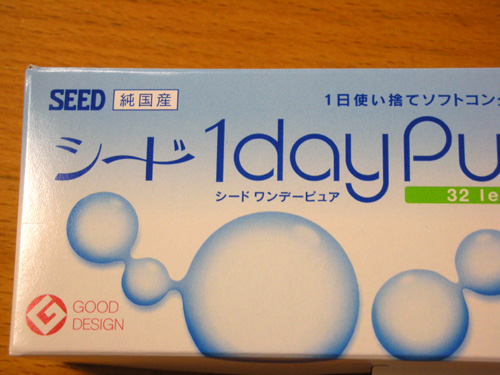 SEED 純国産
1日使い捨てソフトコン
シード 1dayPu
シード ワンデーピュア
32 le
GOOD
DESIGN